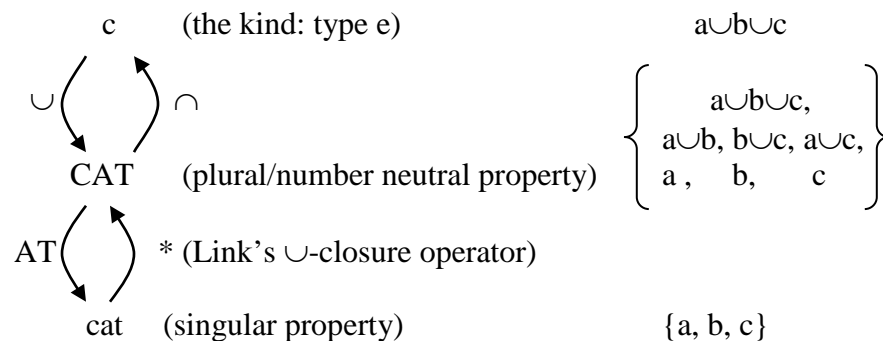 c (the kind: type e) a∪b∪c
∪ ∩
a∪b∪c,
a∪b, b∪c, a∪c,
CAT (plural/number neutral property) a , b, c
AT * (Link's ∪-closure operator)
cat (singular property) {a, b, c}